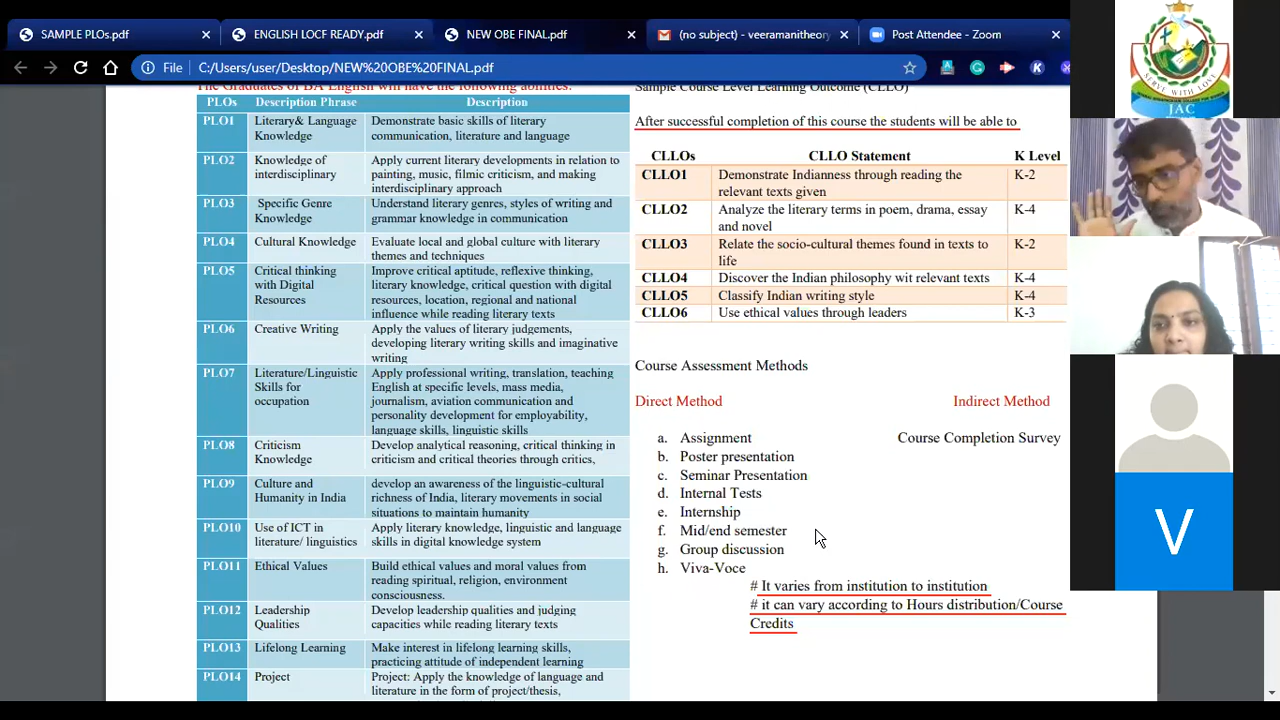 SAMPLE PLOs.pdf
ENGLISH LOCF READY.pdf
NEW OBE FINAL.pdf
(no subject) - veeramanitheory
Post Attendee - Zoom
File
C:/Users/user/Desktop/NEW%20OBE%20FINAL.pdf
The Graduates of BA English will have the following abilities:
PLOs Description Phrase Description
PLO1 Literary& Language Demonstrate basic skills of literary
Knowledge communication, literature and language
PLO2 Knowledge of Apply current literary developments in relation to
interdisciplinary painting, music, filmic criticism, and making
interdisciplinary approach
PLO3 Specific Genre Understand literary genres, styles of writing and
Knowledge grammar knowledge in communication
PLO4 Cultural Knowledge Evaluate local and global culture with literary
themes and techniques
PLO5 Critical thinking Improve critical aptitude, reflexive thinking,
with Digital literary knowledge, critical question with digital
Resources resources, location, regional and national
influence while reading literary texts
PLO6 Creative Writing Apply the values of literary judgements,
developing literary writing skills and imaginative
writing
PLO7 Literature/Linguistic Apply professional writing, translation, teaching
Skills for English at specific levels, mass media,
occupation journalism, aviation communication and
personality development for employability,
language skills, linguistic skills
PLO8 Criticism Develop analytical reasoning, critical thinking in
Knowledge criticism and critical theories through critics,
PLO9 Culture and develop an awareness of the linguistic-cultural
Humanity in India richness of India, literary movements in social
situations to maintain humanity
PLO10 Use of ICT in Apply literary knowledge, linguistic and language
literature/ linguistics skills in digital knowledge system
PLO11 Ethical Values Build ethical values and moral values from
reading spiritual, religion, environment
consciousness.
PLO12 Leadership Develop leadership qualities and judging
Qualities capacities while reading literary texts
PLO13 Lifelong Learning Make interest in lifelong learning skills,
practicing attitude of independent learning
PLO14 Project Project: Apply the knowledge of language and
literature in the form of project/thesis,
Sample Course Level Learning Outcome (CLLO)
After successful completion of this course the students will be able to
CLLOs CLLO Statement K Level
CLLO1 Demonstrate Indianness through reading the K-2
relevant texts given
CLLO2 Analyze the literary terms in poem, drama, essay K-4
and novel
CLLO3 Relate the socio-cultural themes found in texts to K-2
life
CLLO4 Discover the Indian philosophy wit relevant texts K-4
CLLO5 Classify Indian writing style K-4
CLLO6 Use ethical values through leaders K-3
Course Assessment Methods
Direct Method Indirect Method
a. Assignment Course Completion Survey
b. Poster presentation
c. Seminar Presentation
d. Internal Tests
e. Internship
f. Mid/end semester
g. Group discussion
h. Viva-Voce
# It varies from institution to institution
# it can vary according to Hours distribution/Course
Credits
SERVE WITH LOVE
JAC
V